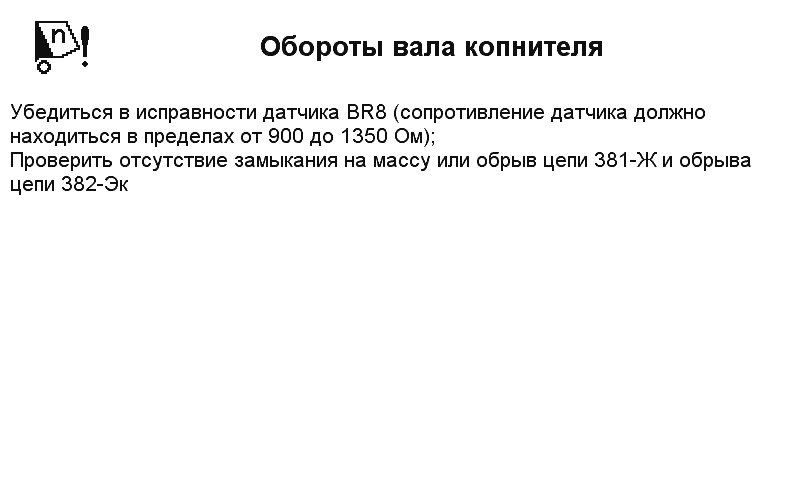 n
Обороты вала копнителя
Убедиться в исправности датчика BR8 (сопротивление датчика должно
находиться в пределах от 900 до 1350 Ом);
Проверить отсутствие замыкания на массу или обрыв цепи 381-Ж и обрыва
цепи 382-Эк